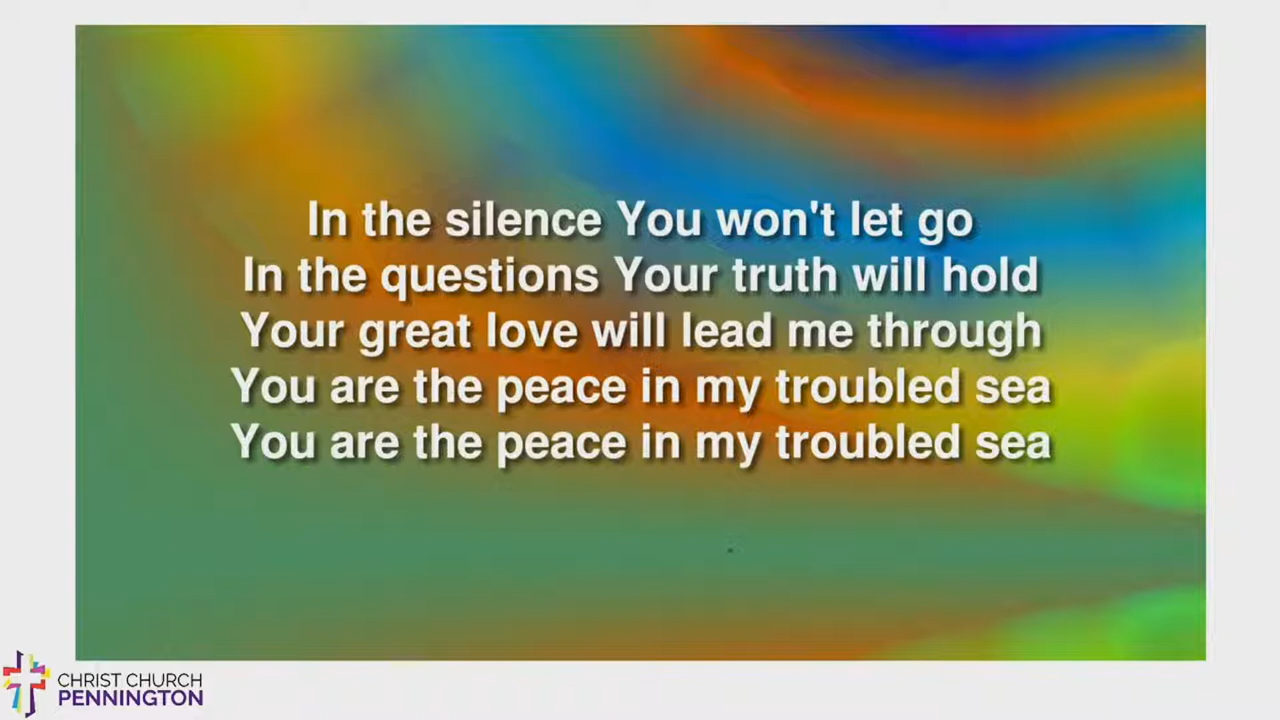 In the silence You won't let go
In the questions Your truth will hold
Your great love will lead me through
You are the peace in my troubled sea
You are the peace in my troubled sea
CHRIST CHURCH
PENNINGTON